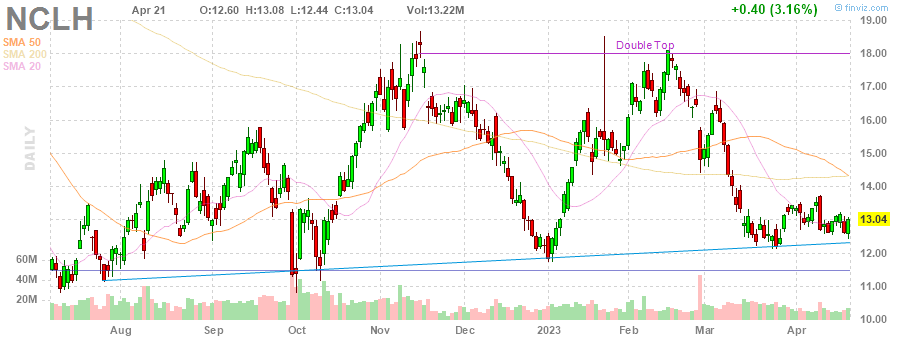 NCLH
Apr 21 O:12.60 H:13.08 L:12.44 C:13.04 Vol:13.22M +0.40 (3.16%)
© finviz.com
SMA 50
SMA 200
SMA 20
DAILY
Double Top
19.00
18.00
17.00
16.00
15.00
14.00
13.04
12.00
11.00
10.00
60M
40M
20M
Aug Sep Oct Nov Dec 2023 Feb Mar Apr